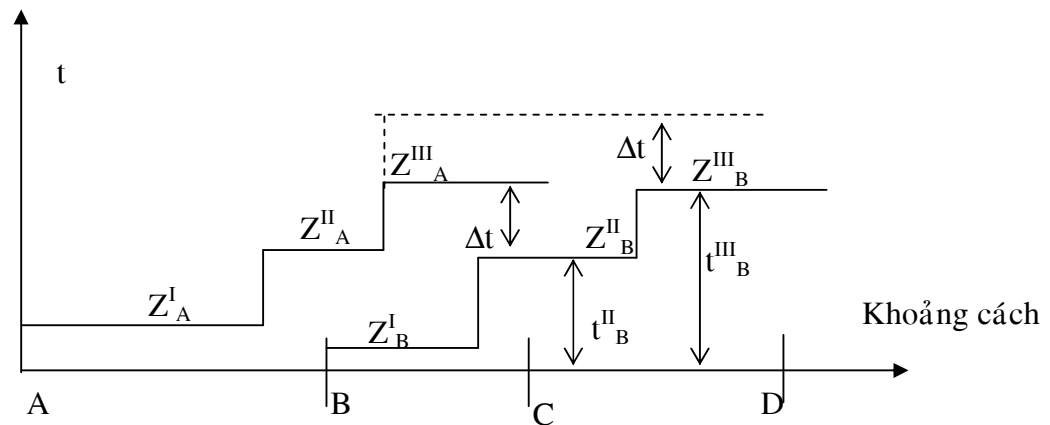 t
Δt
Z^III_A
Z^III_B
Z^II_A
Δt
Z^II_B
t^III_B
Z^I_A
Z^I_B
t^II_B
Khoảng cách
A
B
C
D